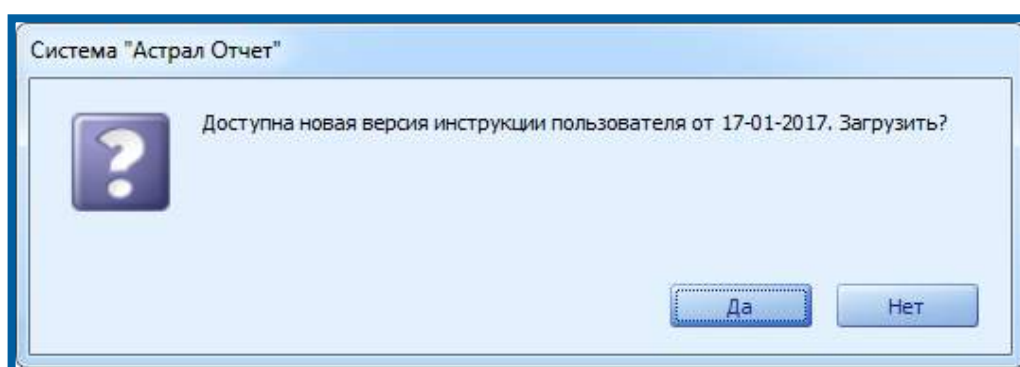 Система "Астрал Отчет"
Доступна новая версия инструкции пользователя от 17-01-2017. Загрузить?
Да Нет